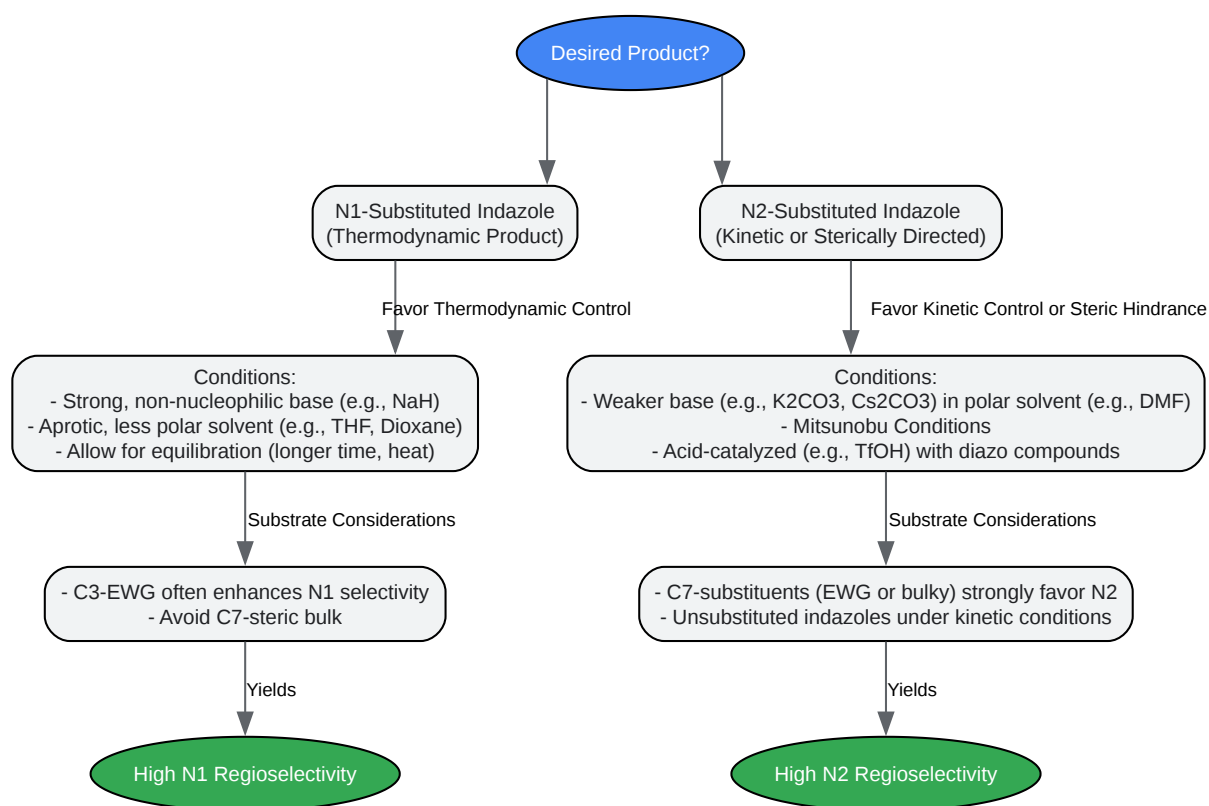 Desired Product?
N1-Substituted Indazole
(Thermodynamic Product)
N2-Substituted Indazole
(Kinetic or Sterically Directed)
Favor Thermodynamic Control
Favor Kinetic Control or Steric Hindrance
Conditions:
- Strong, non-nucleophilic base (e.g., NaH)
- Aprotic, less polar solvent (e.g., THF, Dioxane)
- Allow for equilibration (longer time, heat)
Conditions:
- Weaker base (e.g., K2CO3, Cs2CO3) in polar solvent (e.g., DMF)
- Mitsunobu Conditions
- Acid-catalyzed (e.g., TfOH) with diazo compounds
Substrate Considerations
Substrate Considerations
- C3-EWG often enhances N1 selectivity
- Avoid C7-steric bulk
- C7-substituents (EWG or bulky) strongly favor N2
- Unsubstituted indazoles under kinetic conditions
Yields
Yields
High N1 Regioselectivity
High N2 Regioselectivity